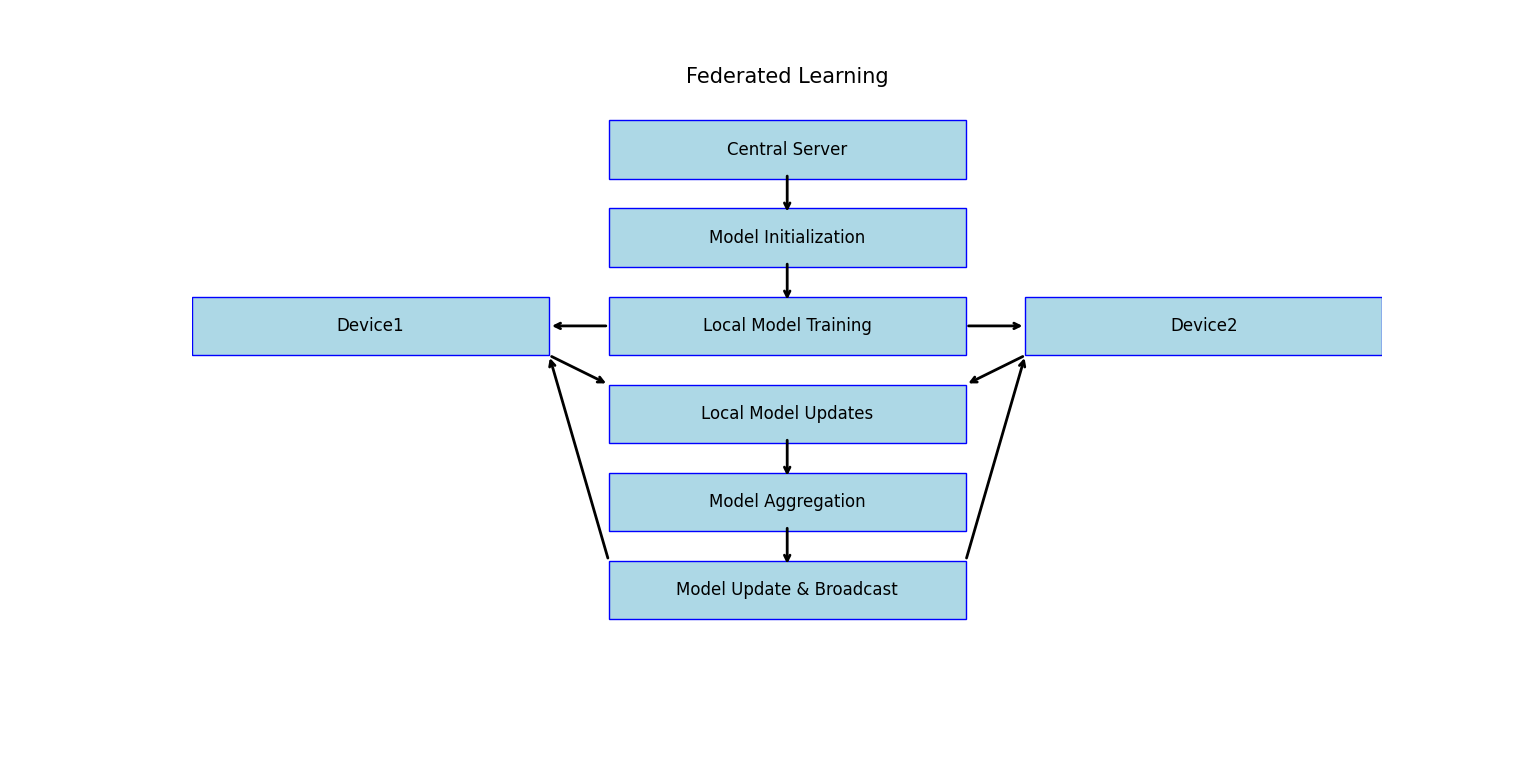 Federated Learning
Central Server
Model Initialization
Device1
Local Model Training
Device2
Local Model Updates
Model Aggregation
Model Update & Broadcast